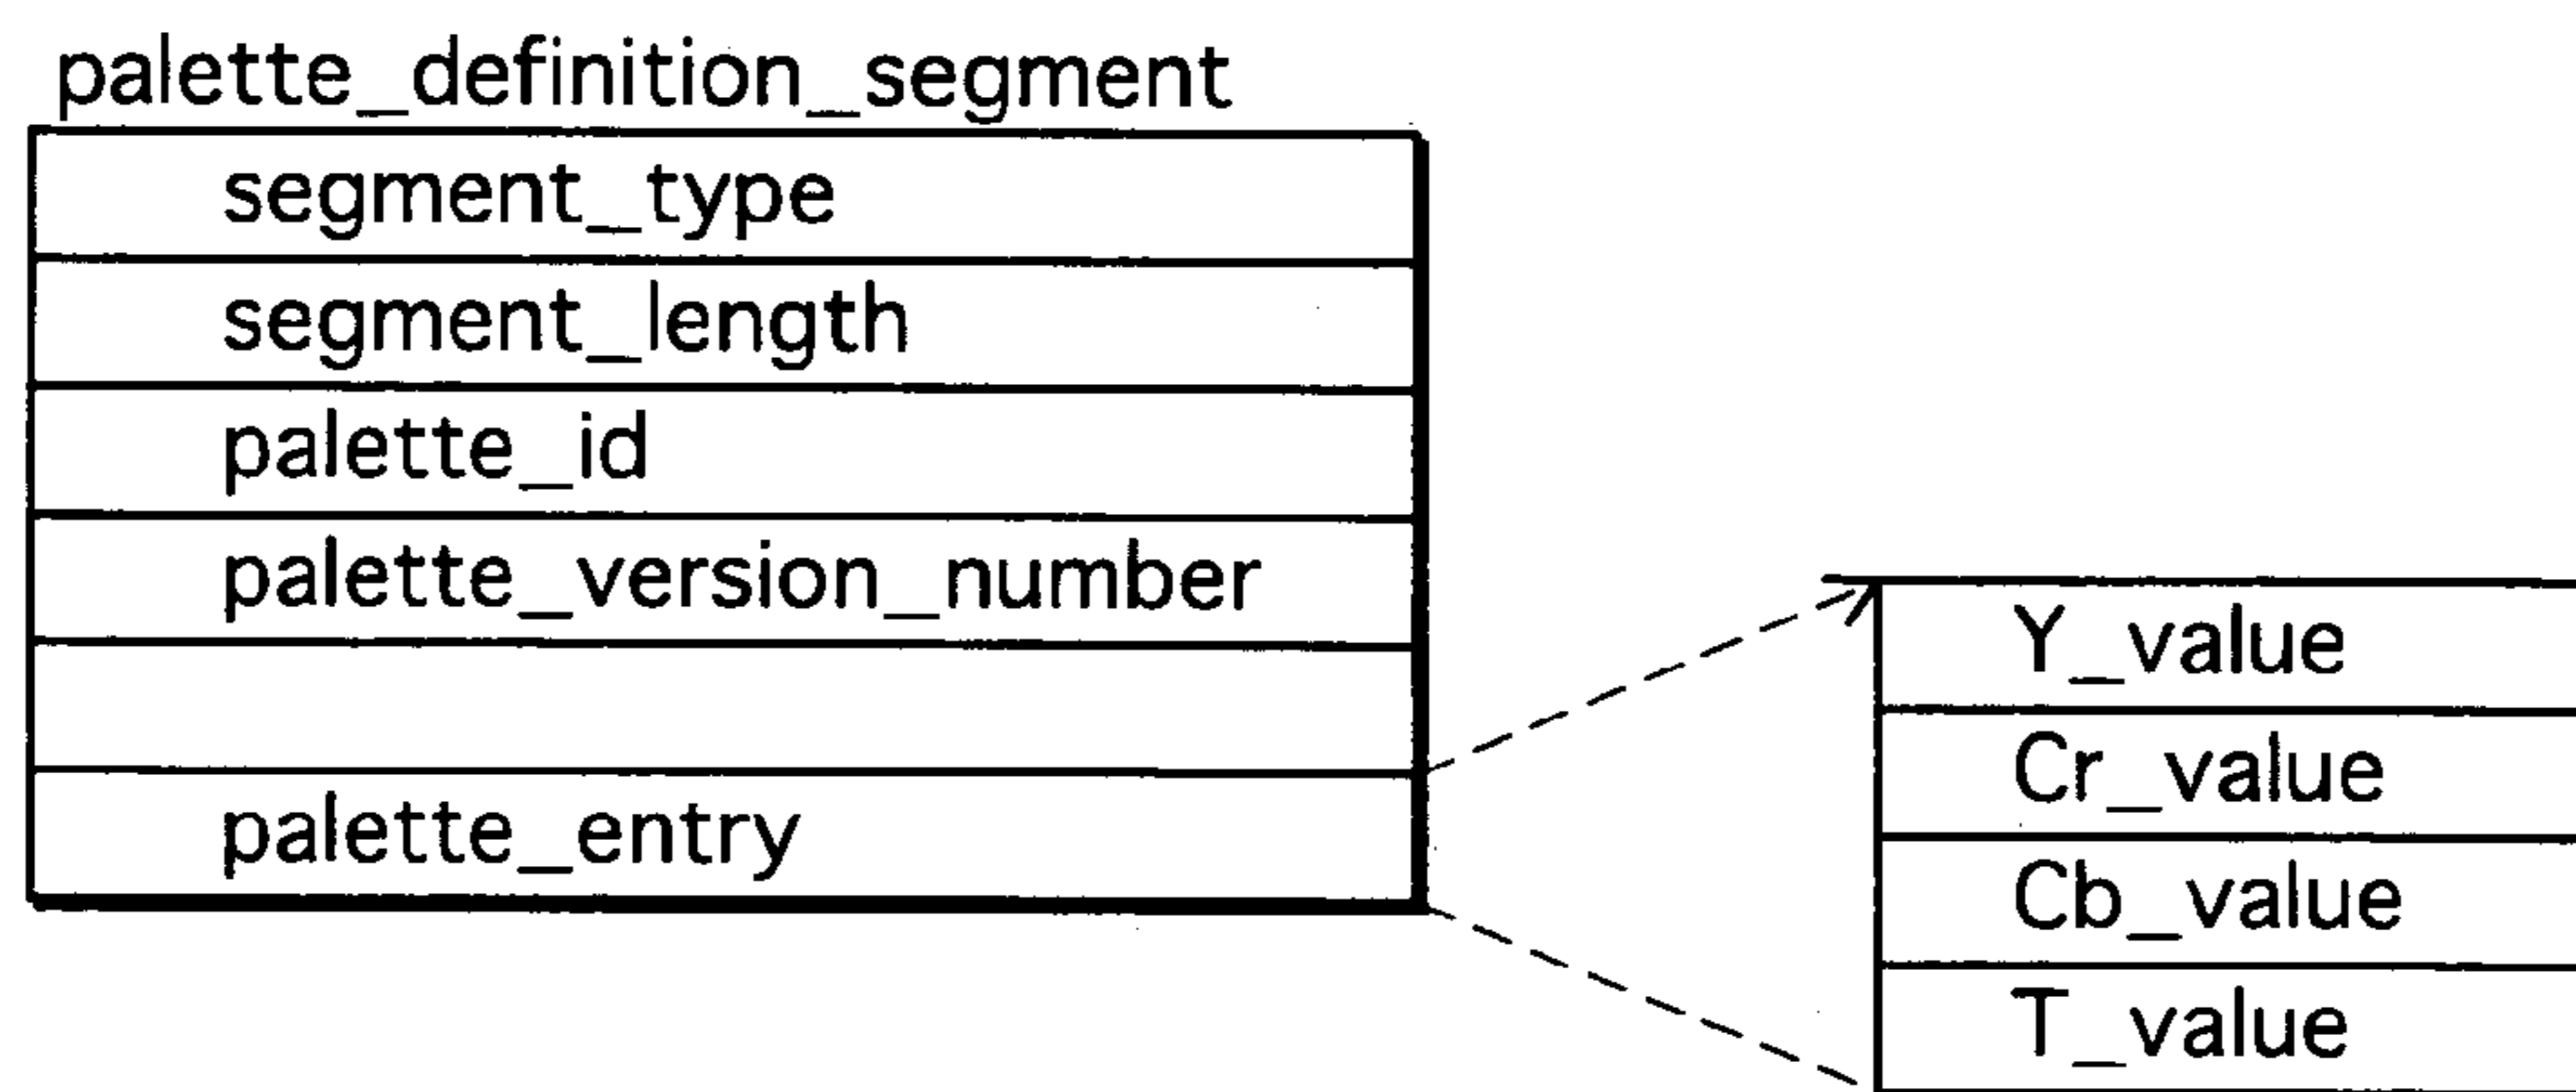 palette_definition_segment
segment_type
segment_length
palette_id
palette_version_number
palette_entry
Y_value
Cr_value
Cb_value
T_value